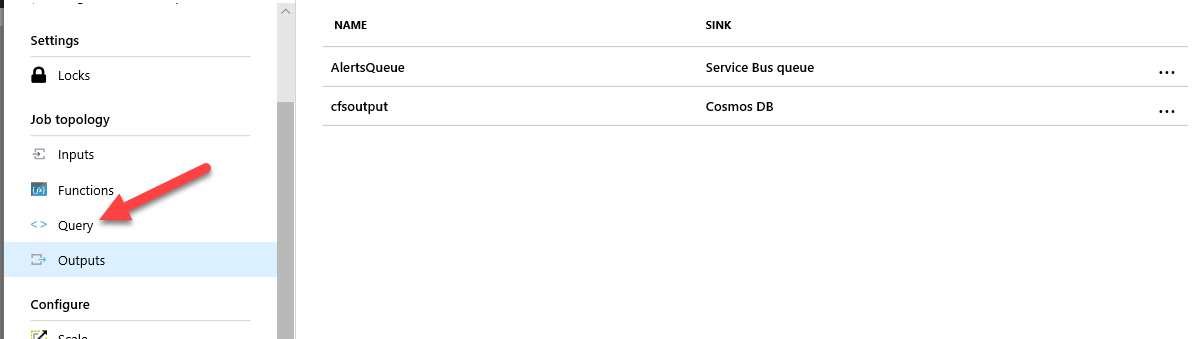 Settings
Locks
Job topology
Inputs
Functions
Query
Outputs
Configure
Scale
NAME SINK
AlertsQueue Service Bus queue ...
cfsoutput Cosmos DB ...